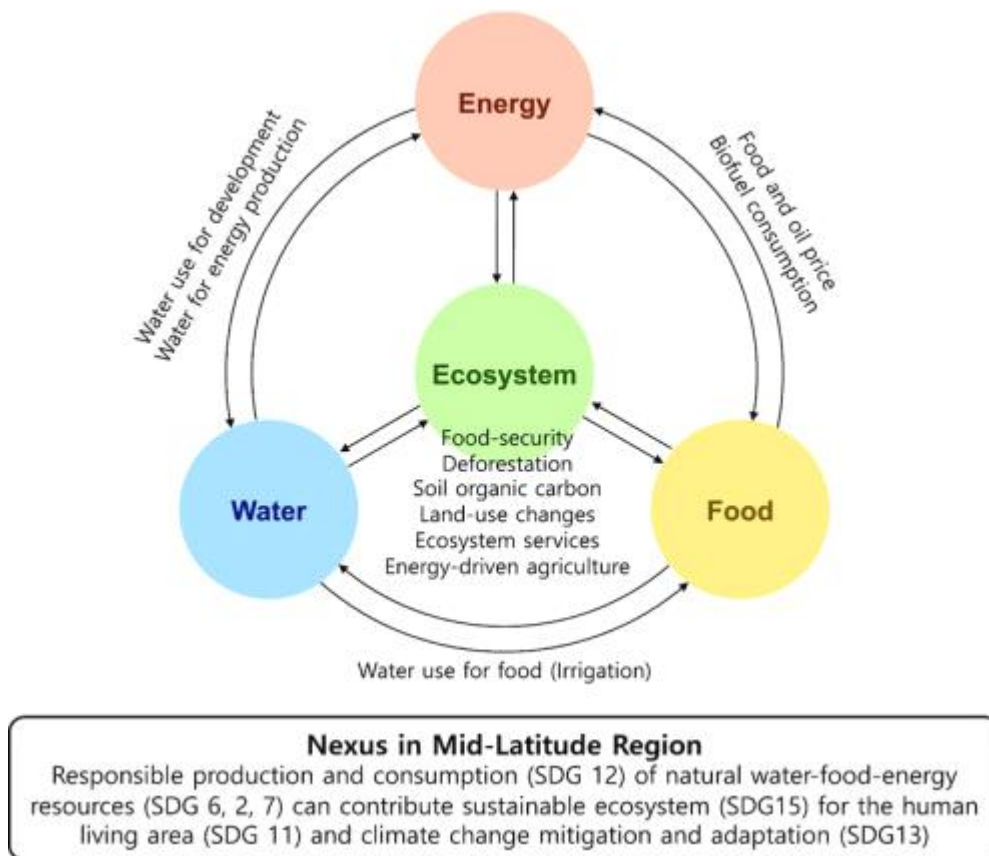 Energy
Water use for development
Water for energy production
Food and oil price
Biofuel consumption
Ecosystem
Food-security
Deforestation
Soil organic carbon
Land-use changes
Ecosystem services
Energy-driven agriculture
Water
Food
Water use for food (Irrigation)
Nexus in Mid-Latitude Region
Responsible production and consumption (SDG 12) of natural water-food-energy
resources (SDG 6, 2, 7) can contribute sustainable ecosystem (SDG15) for the human
living area (SDG 11) and climate change mitigation and adaptation (SDG13)